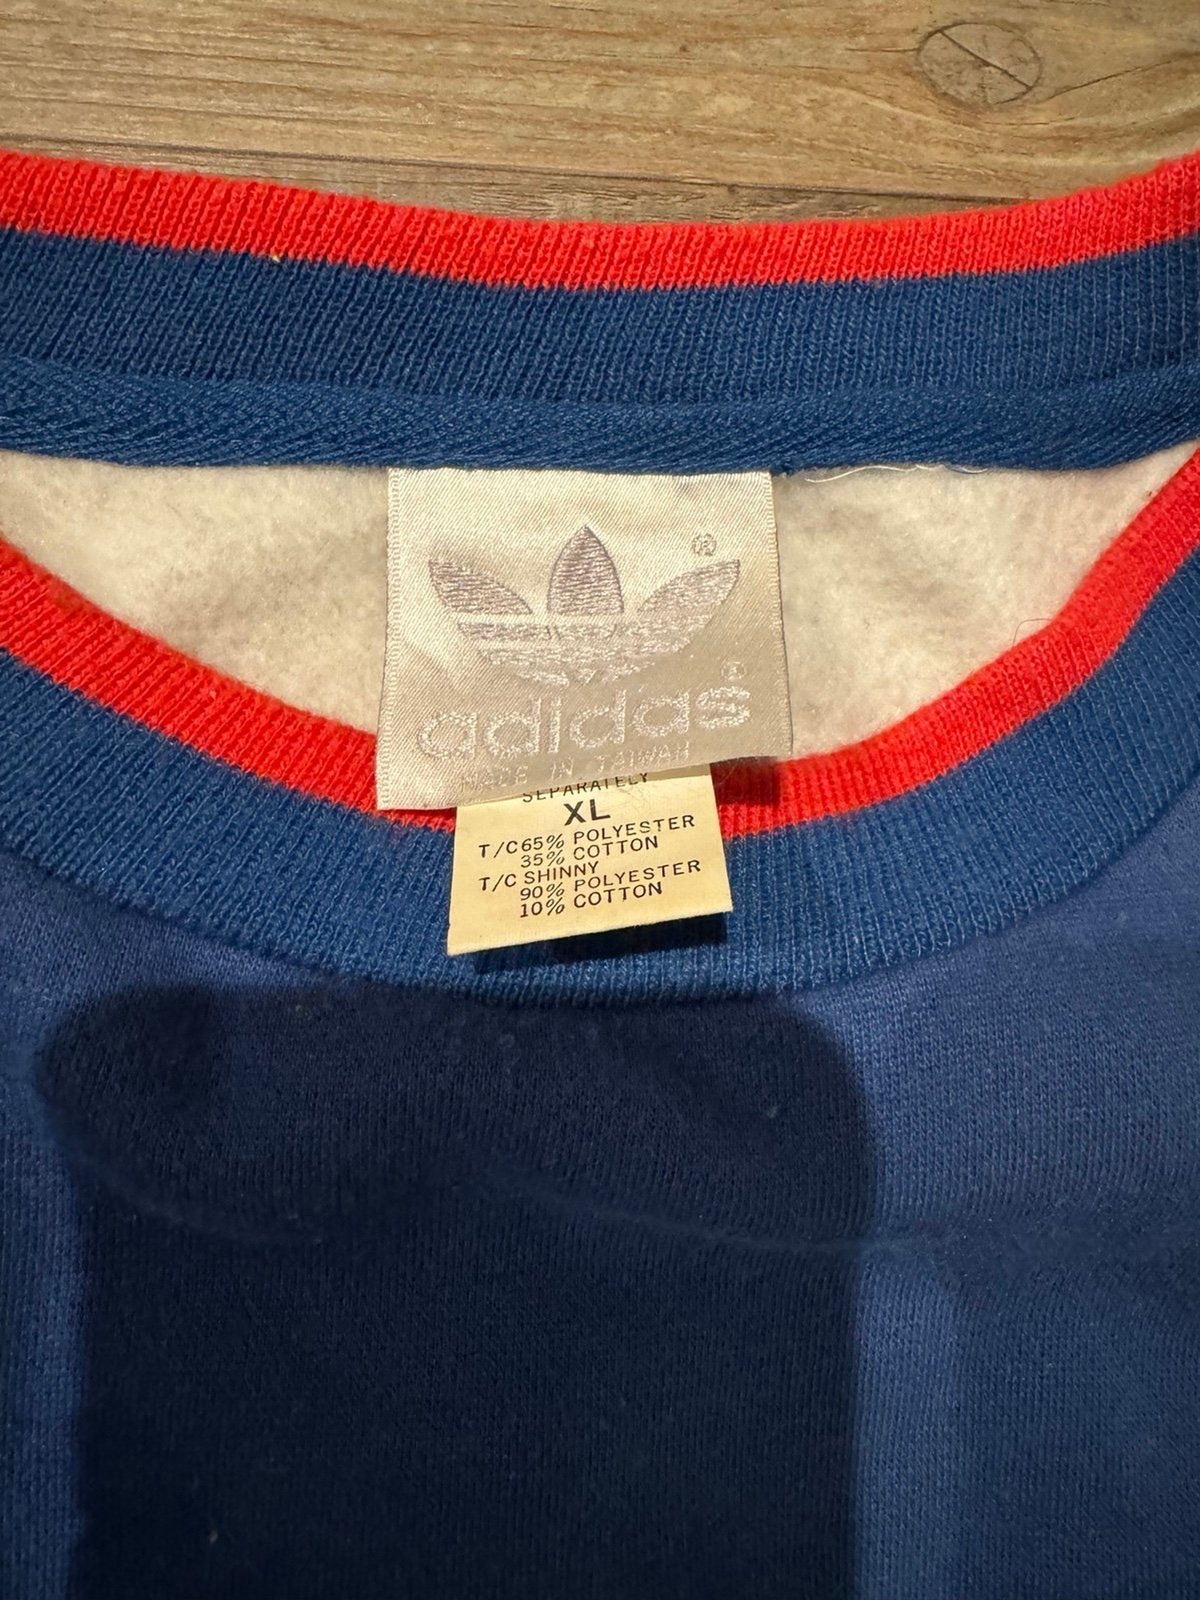 ®
adidas®
MADE IN TAIWAN
SEPARATELY
XL
T/C 65% POLYESTER
35% COTTON
T/C SHINNY
90% POLYESTER
10% COTTON